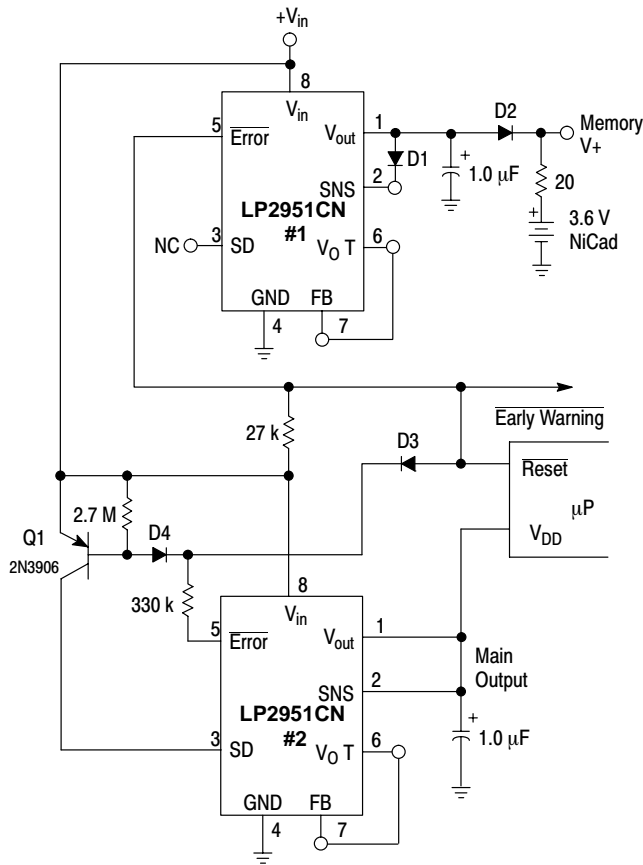 +Vin
8
Vin
5
Error
Vout
1
D2
Memory
V+
D1
+
1.0 μF
20
SNS
2
LP2951CN
#1
+
3.6 V
NiCad
NC
3
SD
VO T
6
GND
4
FB
7
Early Warning
27 k
D3
Reset
μP
VDD
2.7 M
D4
Q1
2N3906
330 k
8
Vin
5
Error
Vout
1
Main
Output
SNS
2
LP2951CN
#2
+
1.0 μF
3
SD
VO T
6
GND
4
FB
7